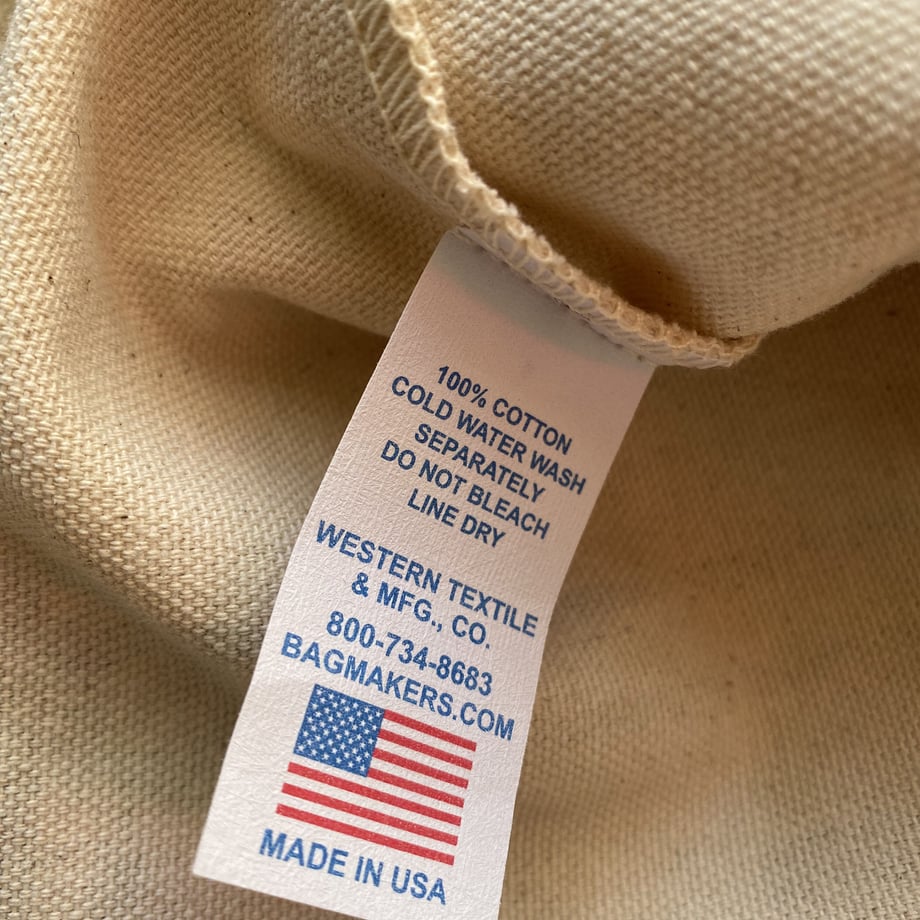 100% COTTON
COLD WATER WASH
SEPARATELY
DO NOT BLEACH
LINE DRY
WESTERN TEXTILE
& MFG., CO.
800-734-8683
BAGMAKERS.COM
MADE IN USA